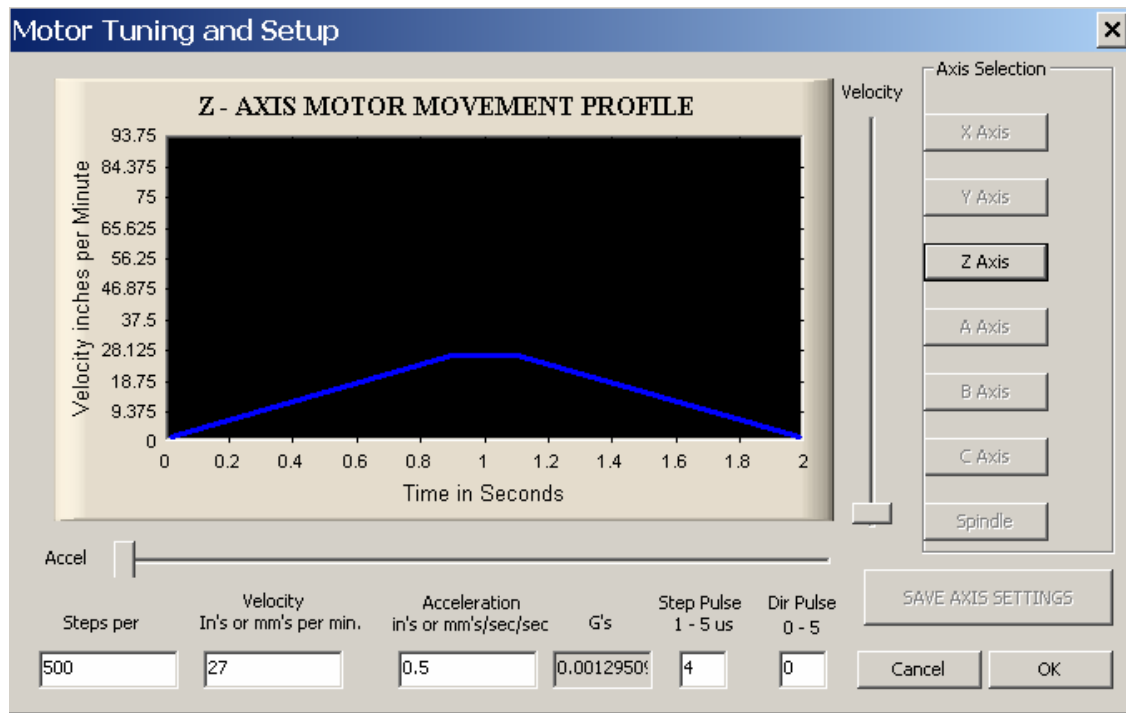 Motor Tuning and Setup
Z - AXIS MOTOR MOVEMENT PROFILE
Velocity inches per Minute
93.75
84.375
75
65.625
56.25
46.875
37.5
28.125
18.75
9.375
0
0 0.2 0.4 0.6 0.8 1 1.2 1.4 1.6 1.8 2
Time in Seconds
Velocity
Axis Selection
X Axis
Y Axis
Z Axis
A Axis
B Axis
C Axis
Spindle
Accel
Steps per
Velocity
In's or mm's per min.
Acceleration
in's or mm's/sec/sec
G's
Step Pulse
1 - 5 us
Dir Pulse
0 - 5
SAVE AXIS SETTINGS
500
27
0.5
0.0012950
4
0
Cancel
OK